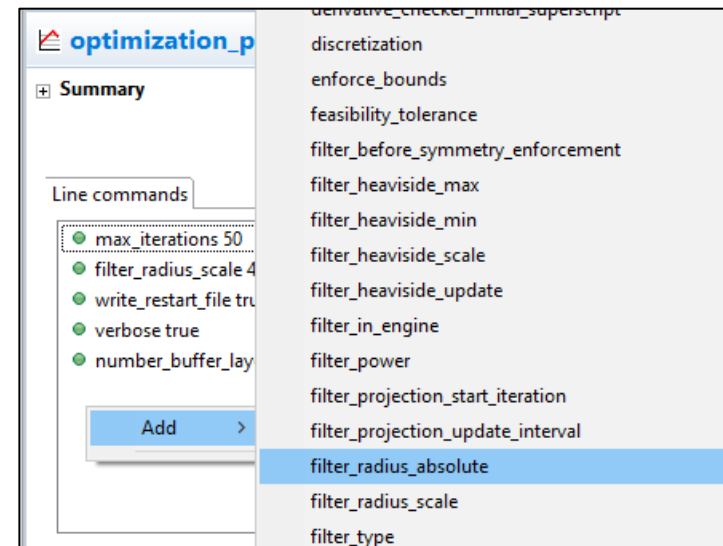 optimization_p
Summary
Line commands
max_iterations 50
filter_radius_scale 4
write_restart_file tru
verbose true
number_buffer_lay
Add
derivative_checker_initial_superscript
discretization
enforce_bounds
feasibility_tolerance
filter_before_symmetry_enforcement
filter_heaviside_max
filter_heaviside_min
filter_heaviside_scale
filter_heaviside_update
filter_in_engine
filter_power
filter_projection_start_iteration
filter_projection_update_interval
filter_radius_absolute
filter_radius_scale
filter_type